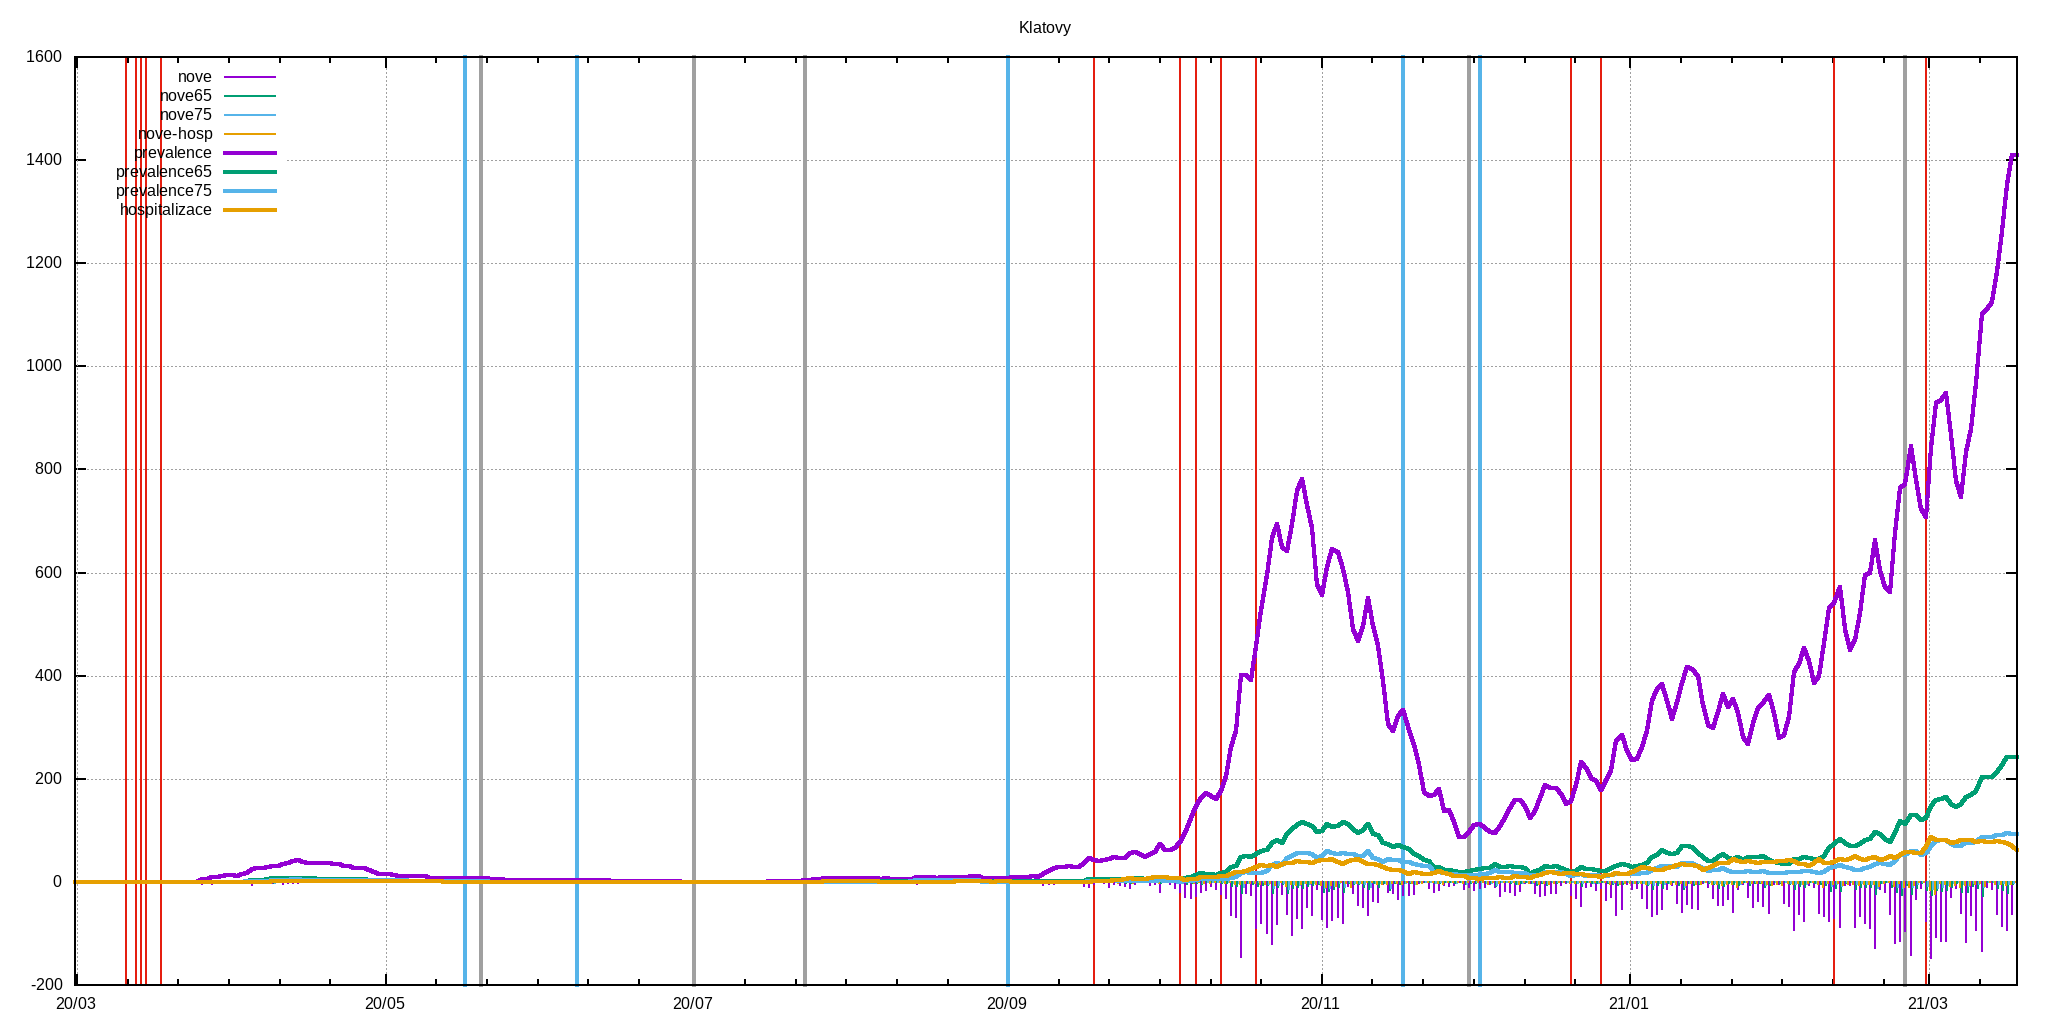 Klatovy
1600
1400
1200
1000
800
600
400
200
0
-200
nove
nove65
nove75
nove-hosp
prevalence
prevalence65
prevalence75
hospitalizace
20/03
20/05
20/07
20/09
20/11
21/01
21/03